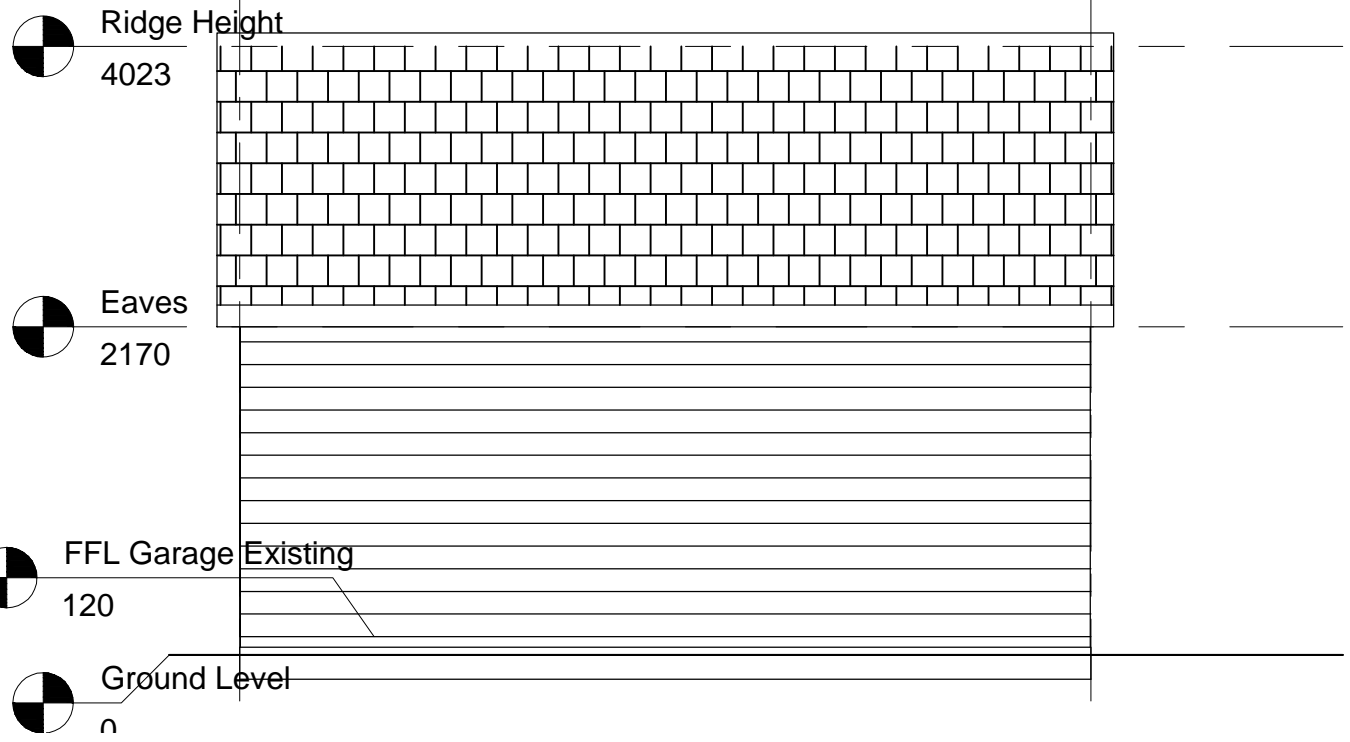 Ridge Height
4023
Eaves
2170
FFL Garage Existing
120
Ground Level
0